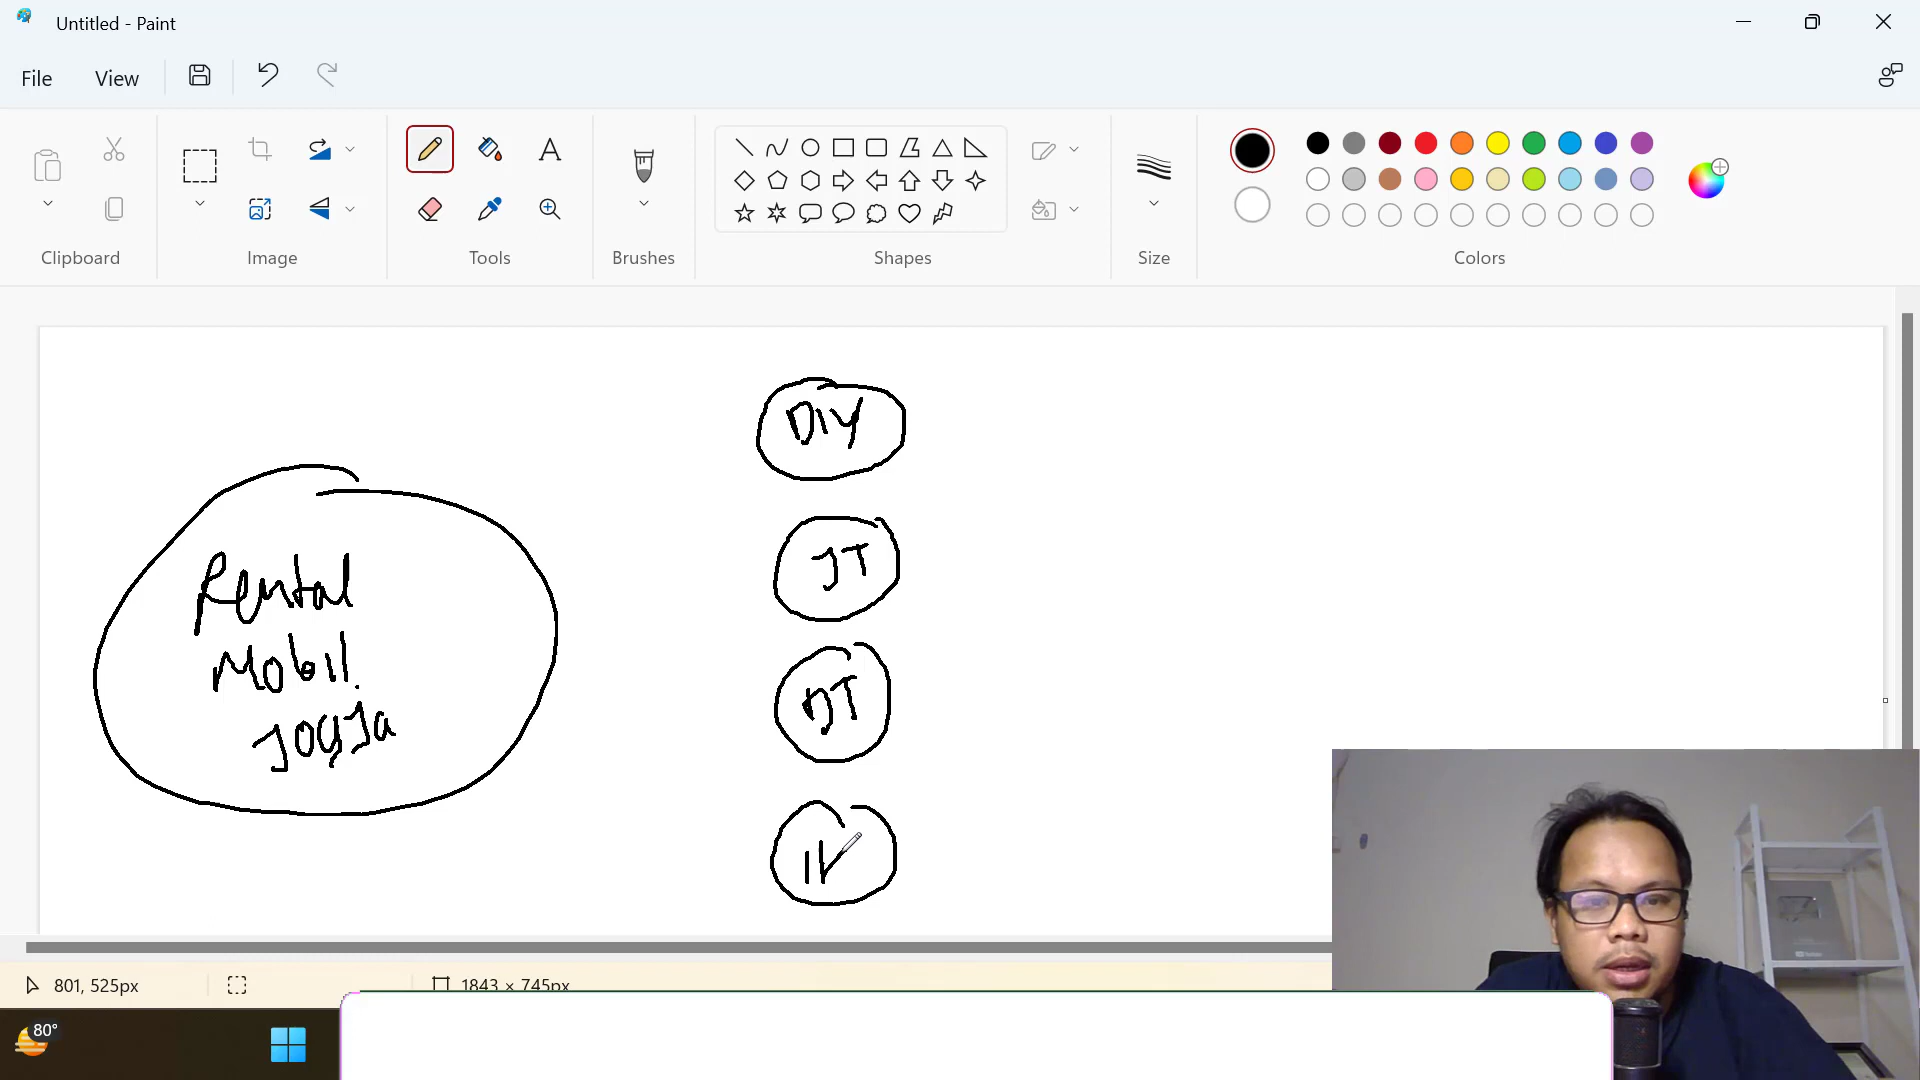 Untitled - Paint
File
View
Clipboard
Image
Tools
Brushes
Shapes
Size
Colors
DIY
Rental
Mobil
JOGJa
JT
DT
801, 525px
1843 × 745px
80°